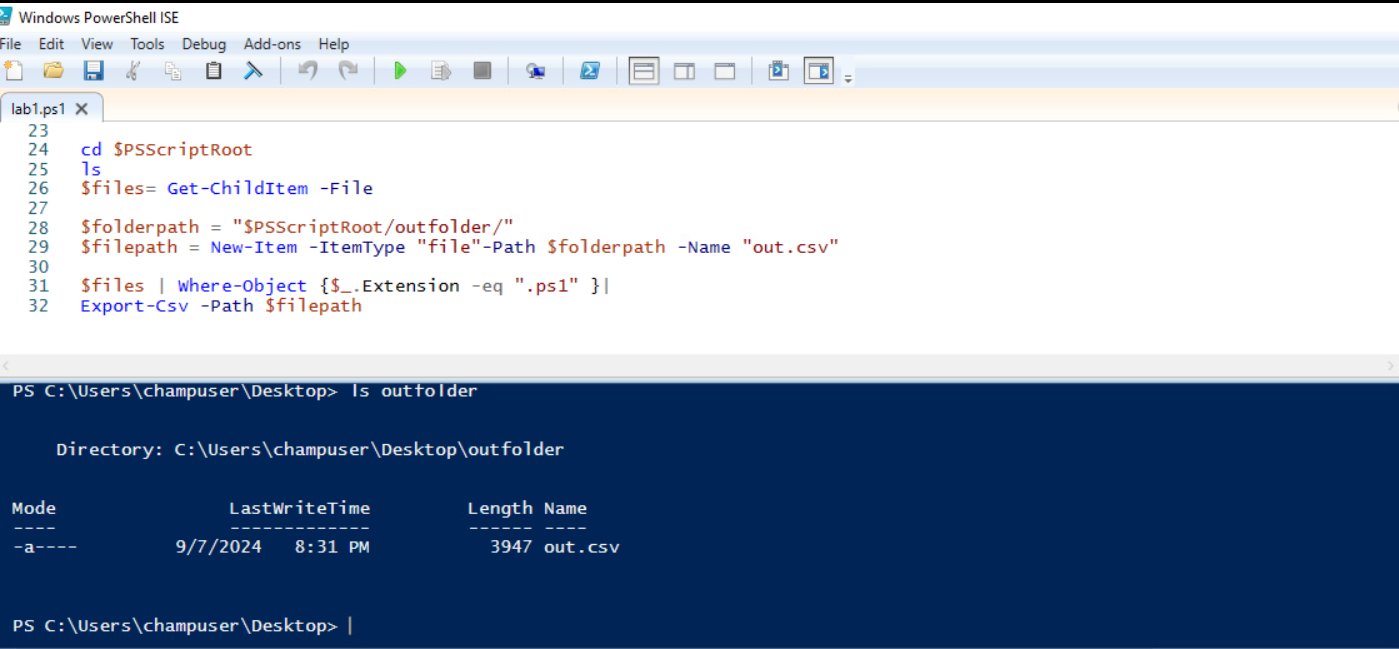 Windows PowerShell ISE
File Edit View Tools Debug Add-ons Help
lab1.ps1
23
24 cd $PSScriptRoot
25 ls
26 $files= Get-ChildItem -File
27
28 $folderpath = "$PSScriptRoot/outfolder/"
29 $filepath = New-Item -ItemType "file"-Path $folderpath -Name "out.csv"
30
31 $files | Where-Object {$_.Extension -eq ".ps1" }|
32 Export-Csv -Path $filepath
PS C:\Users\champuser\Desktop> ls outfolder
Directory: C:\Users\champuser\Desktop\outfolder
Mode LastWriteTime Length Name
---- ------------- ------ ----
-a---- 9/7/2024 8:31 PM 3947 out.csv
PS C:\Users\champuser\Desktop>